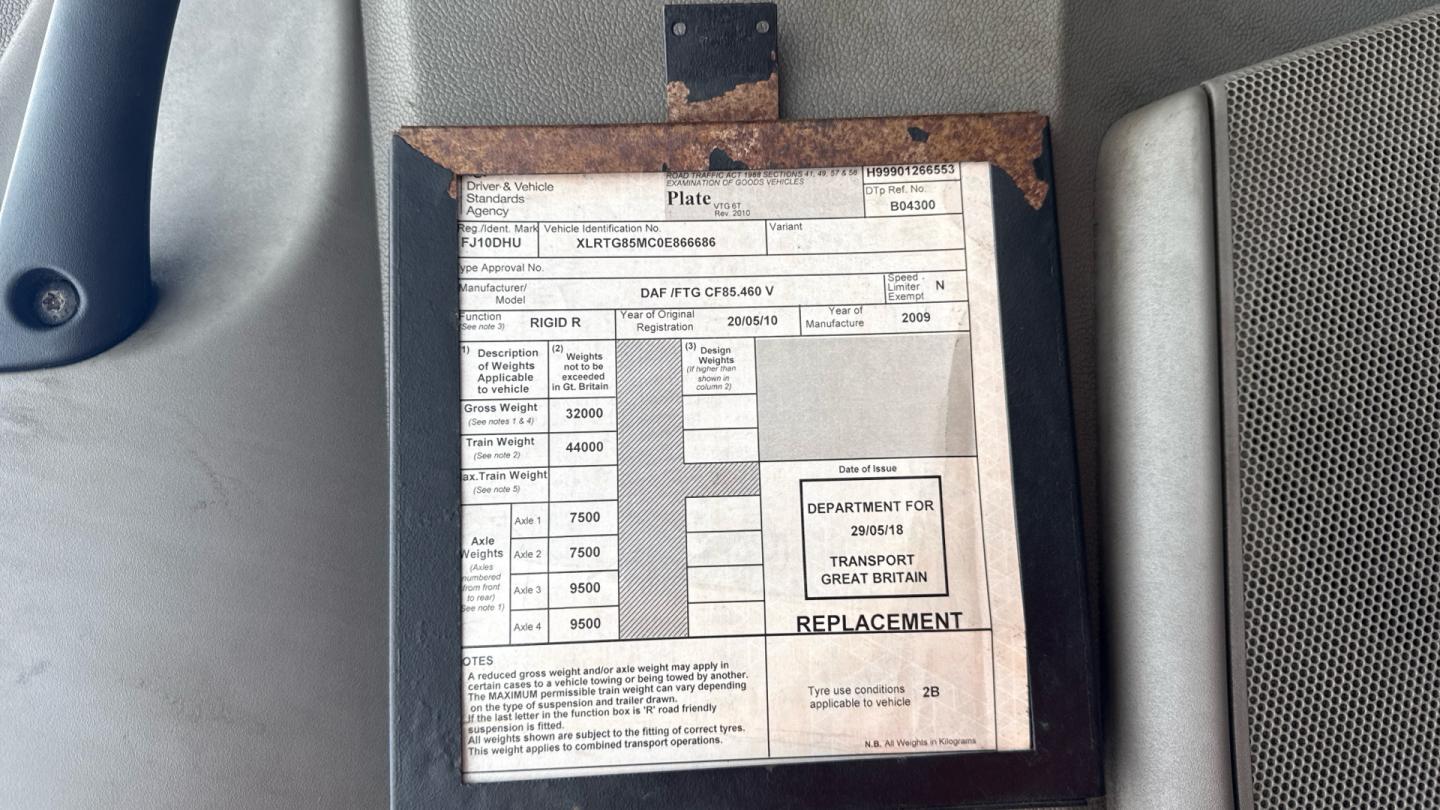 Driver & Vehicle
Standards
Agency
ROAD TRAFFIC ACT 1988 SECTIONS 41, 49, 57 & 58
EXAMINATION OF GOODS VEHICLES
Plate VTG 6T
Rev. 2010
H99901266553
DTp Ref. No.
B04300
Reg./Ident. Mark
FJ10DHU
Vehicle Identification No.
XLRTG85MC0E866686
Variant
ype Approval No.
Manufacturer/
Model
DAF /FTG CF85.460 V
Speed
Limiter
Exempt
N
Function
(See note 3)
RIGID R
Year of Original
Registration
20/05/10
Year of
Manufacture
2009
1) Description
of Weights
Applicable
to vehicle
(2) Weights
not to be
exceeded
in Gt. Britain
(3) Design
Weights
(if higher than
shown in
column 2)
Gross Weight
(See notes 1 & 4)
32000
Train Weight
(See note 2)
44000
ax.Train Weight
(See note 5)
Axle
Weights
(Axles
numbered
from front
to rear)
See note 1)
Axle 1 7500
Axle 2 7500
Axle 3 9500
Axle 4 9500
Date of Issue
DEPARTMENT FOR
29/05/18
TRANSPORT
GREAT BRITAIN
REPLACEMENT
OTES
A reduced gross weight and/or axle weight may apply in
certain cases to a vehicle towing or being towed by another.
The MAXIMUM permissible train weight can vary depending
on the type of suspension and trailer drawn.
If the last letter in the function box is 'R' road friendly
suspension is fitted.
All weights shown are subject to the fitting of correct tyres.
This weight applies to combined transport operations.
Tyre use conditions
applicable to vehicle
2B
N.B. All Weights in Kilograms